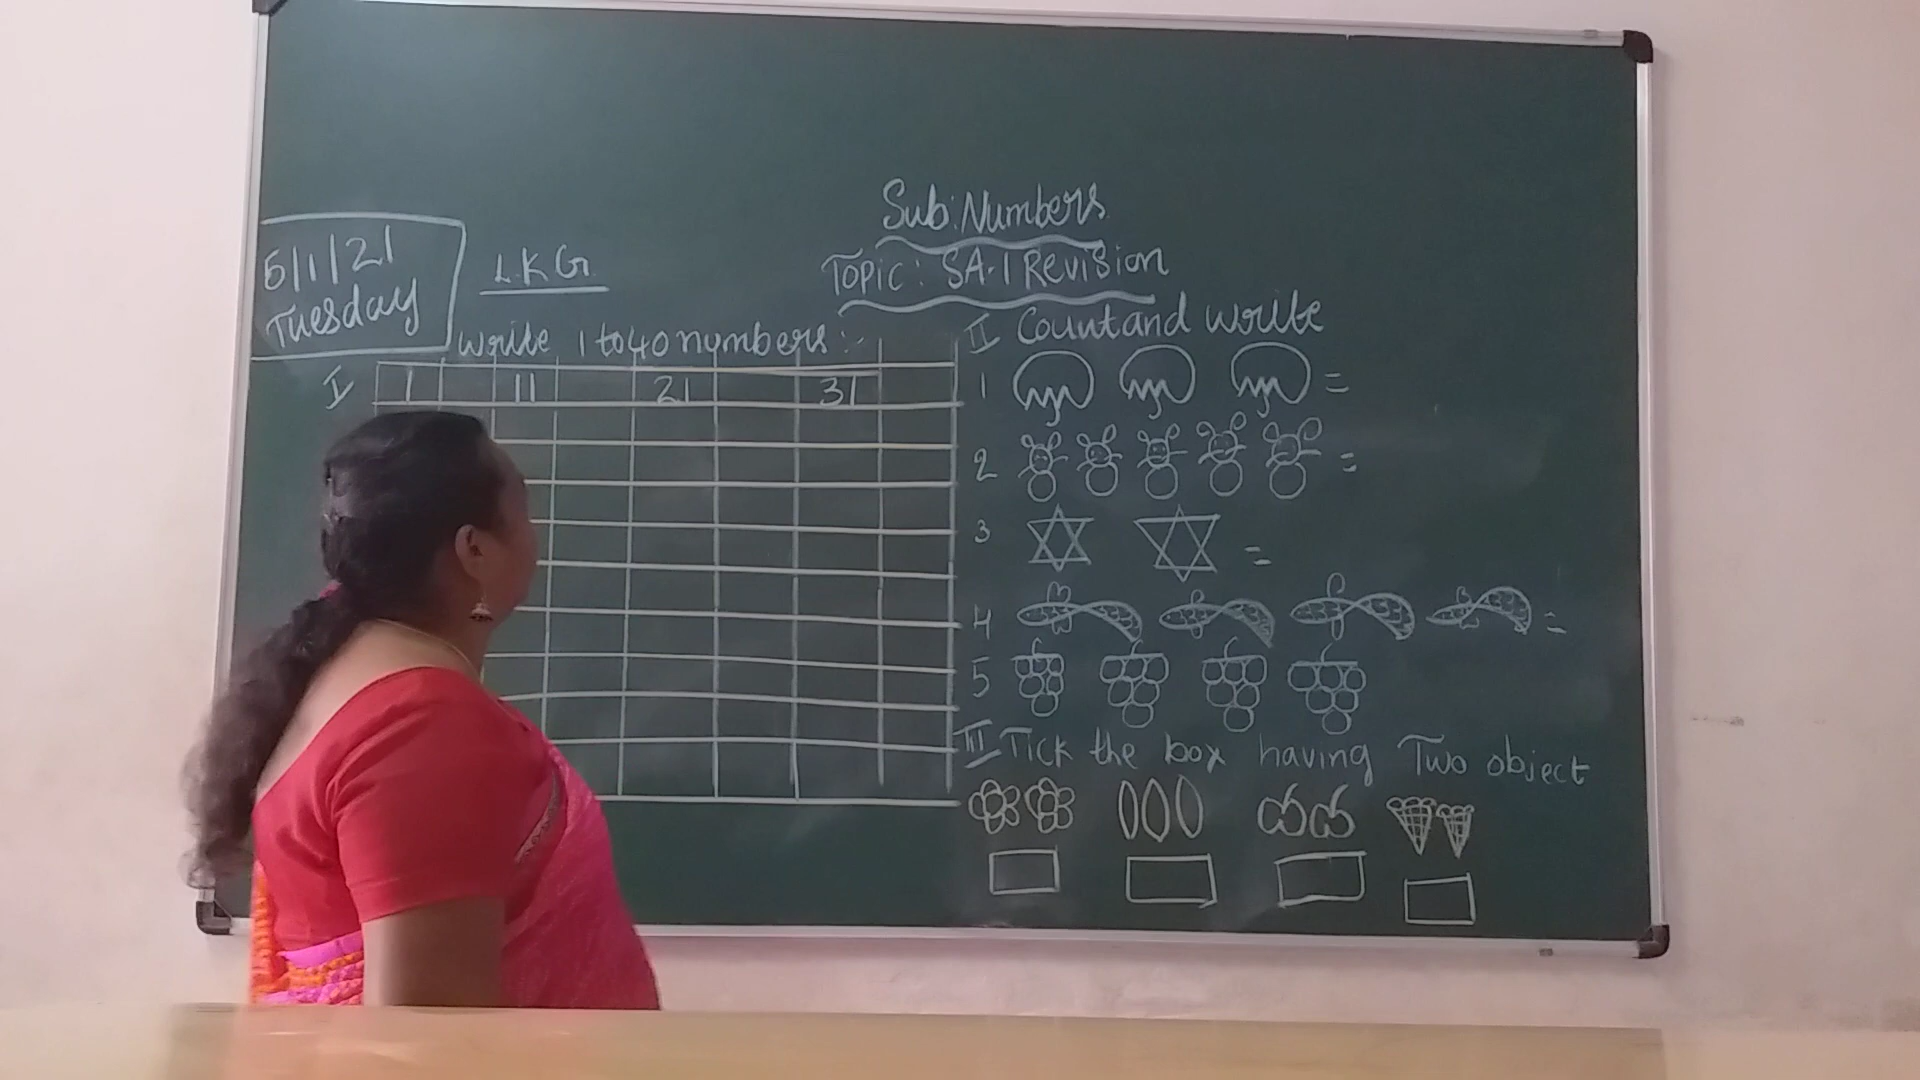 Sub: Numbers
5/1/21
Tuesday
L.K.G.
Topic: SA-1 Revision
I
write 1 to 40 numbers:-
1 11 21 31
II Count and write
1 =
2 =
3 =
4 =
5
III Tick the box having Two object